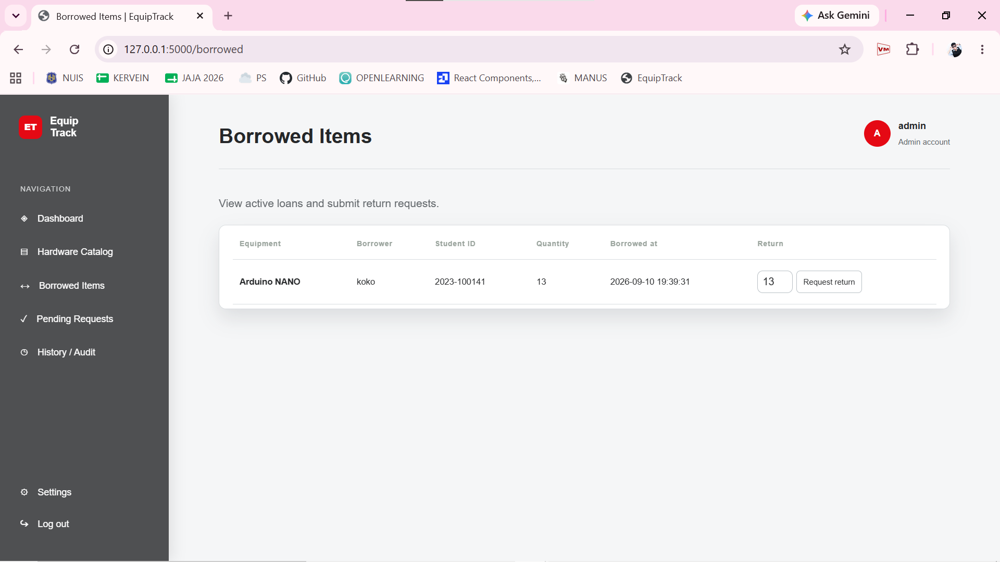 Borrowed Items | EquipTrack
Ask Gemini
127.0.0.1:5000/borrowed
VM
NUIS
KERVEIN
JAJA 2026
PS
GitHub
OPENLEARNING
React Components,...
MANUS
EquipTrack
ET
Equip
Track
NAVIGATION
Dashboard
Hardware Catalog
Borrowed Items
Pending Requests
History / Audit
Settings
Log out
Borrowed Items
A
admin
Admin account
View active loans and submit return requests.
Equipment Borrower Student ID Quantity Borrowed at Return
Arduino NANO koko 2023-100141 13 2026-09-10 19:39:31 13 Request return